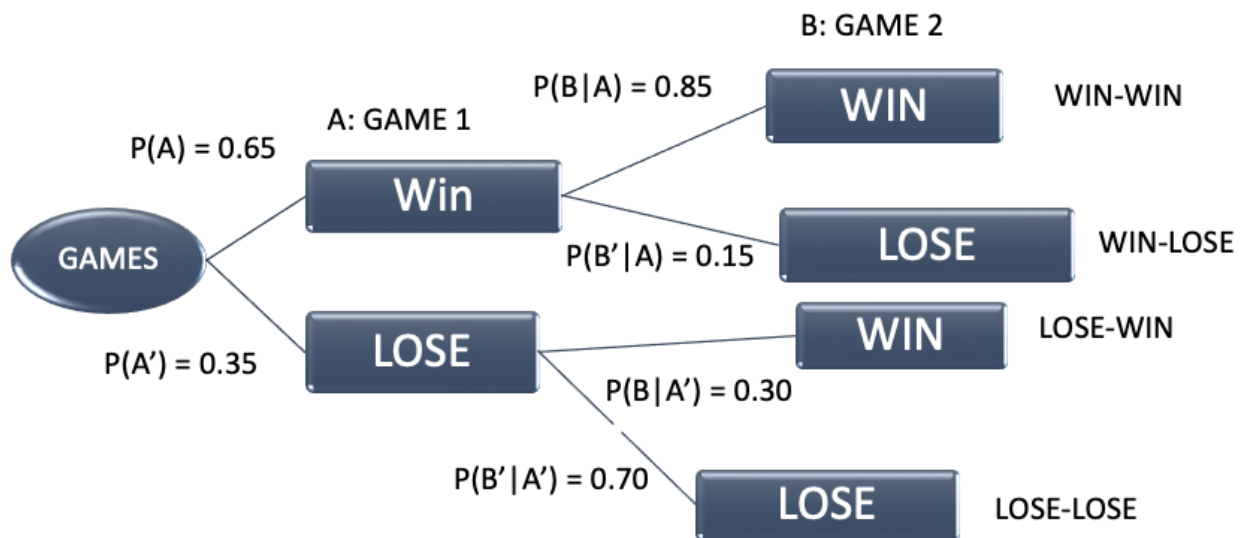 B: GAME 2
P(B|A) = 0.85
WIN
WIN-WIN
A: GAME 1
P(A) = 0.65
Win
GAMES
P(B'|A) = 0.15
LOSE
WIN-LOSE
P(A’) = 0.35
LOSE
WIN
LOSE-WIN
P(B|A’) = 0.30
P(B'|A’) = 0.70
LOSE
LOSE-LOSE